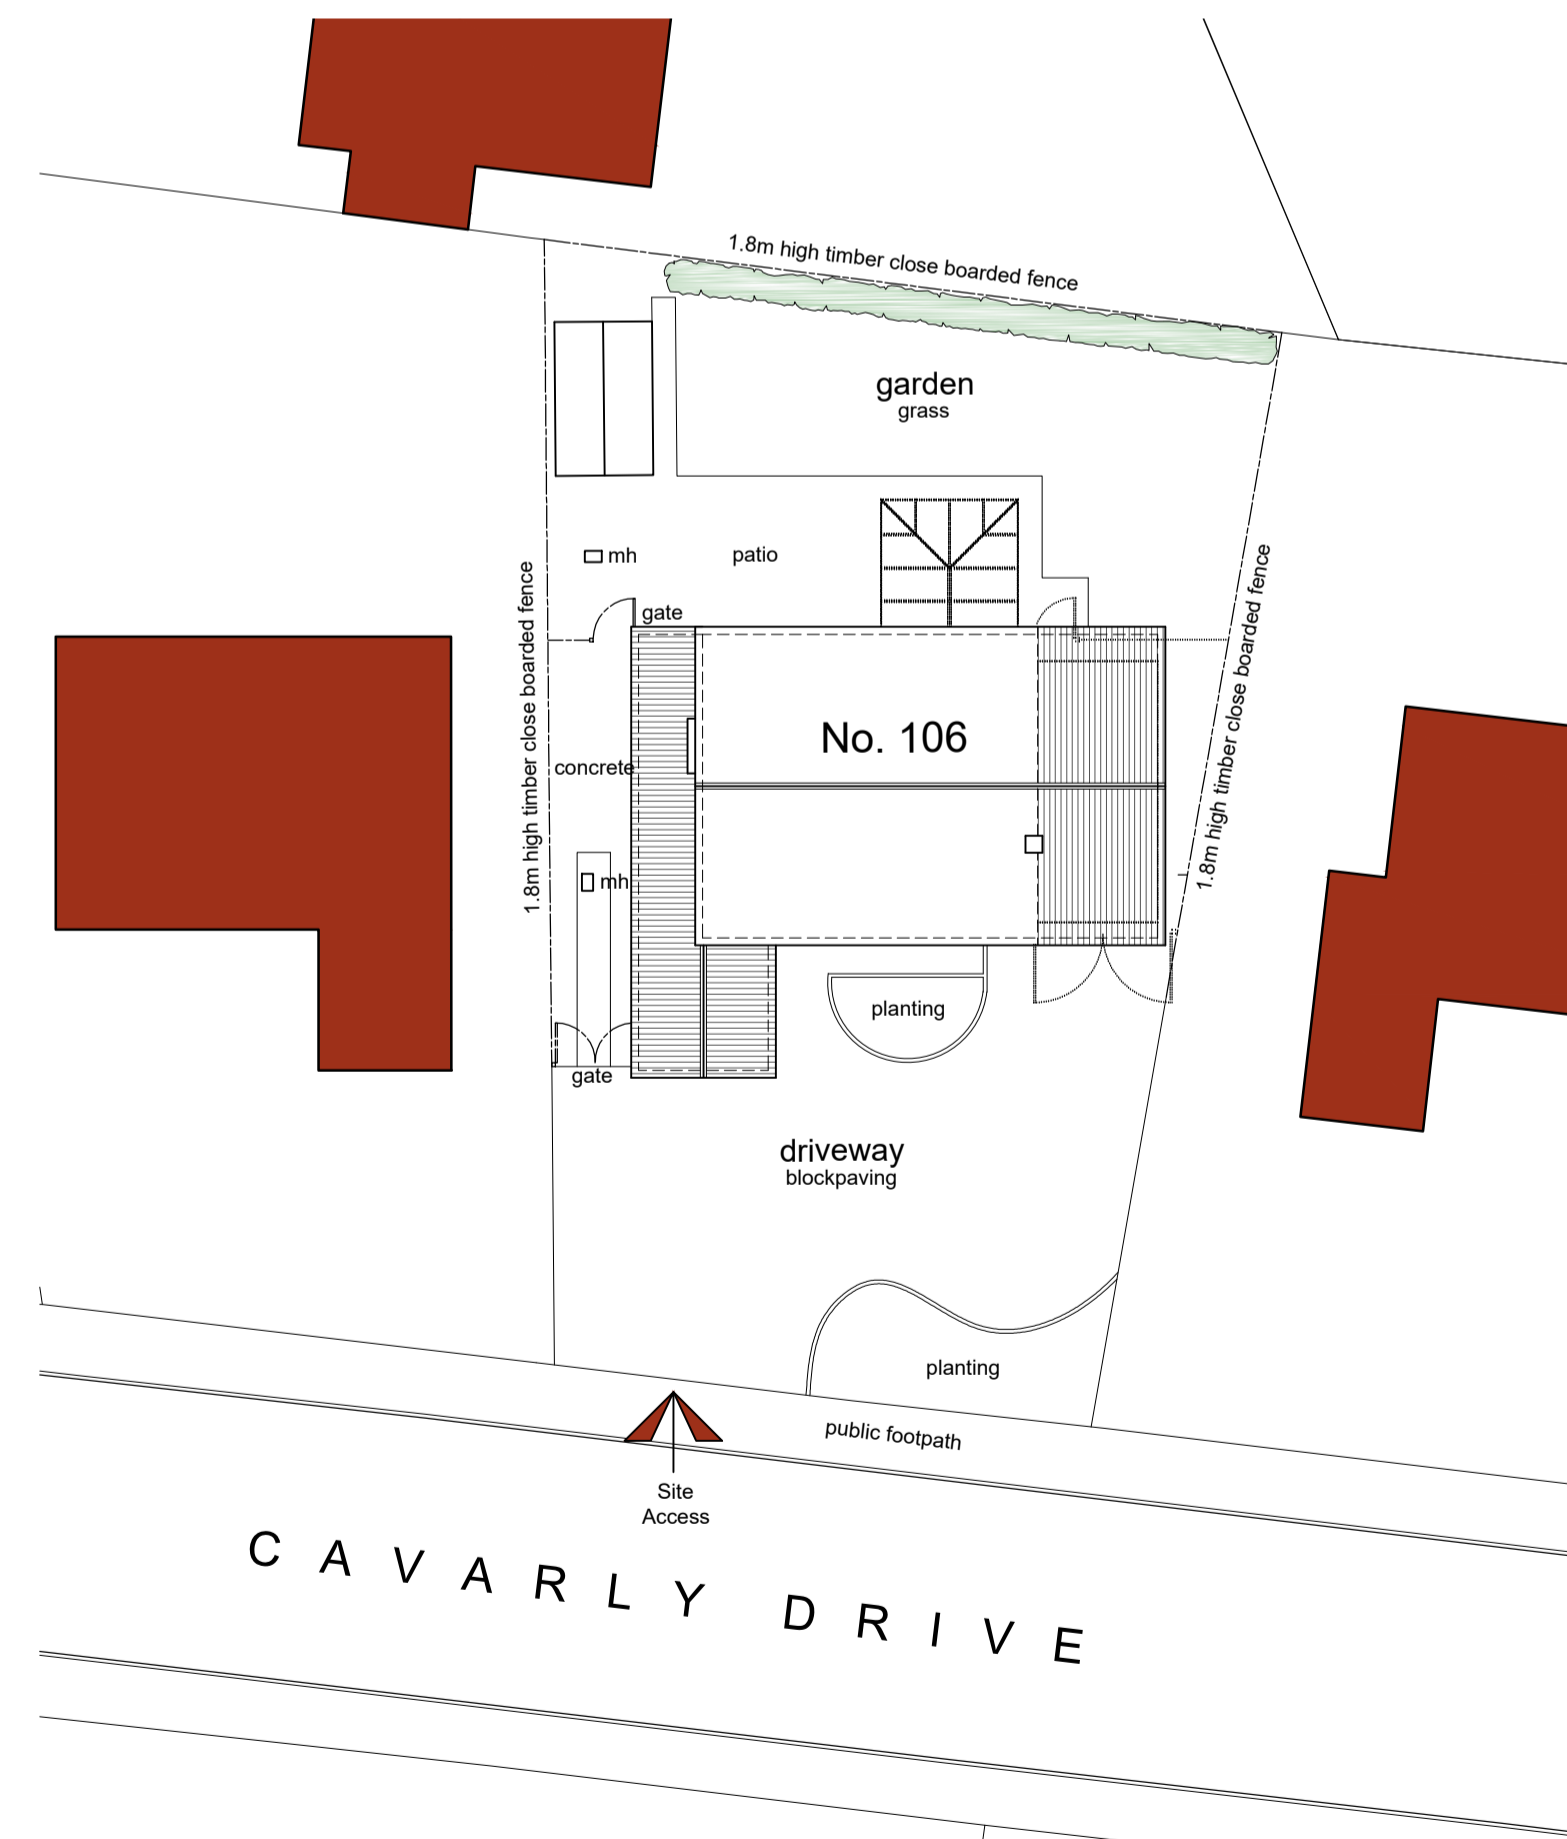 1.8m high timber close boarded fence
garden
grass
mh
patio
gate
1.8m high timber close boarded fence
1.8m high timber close boarded fence
No. 106
concrete
mh
planting
gate
driveway
blockpaving
planting
public footpath
Site
Access
CAVARLY DRIVE